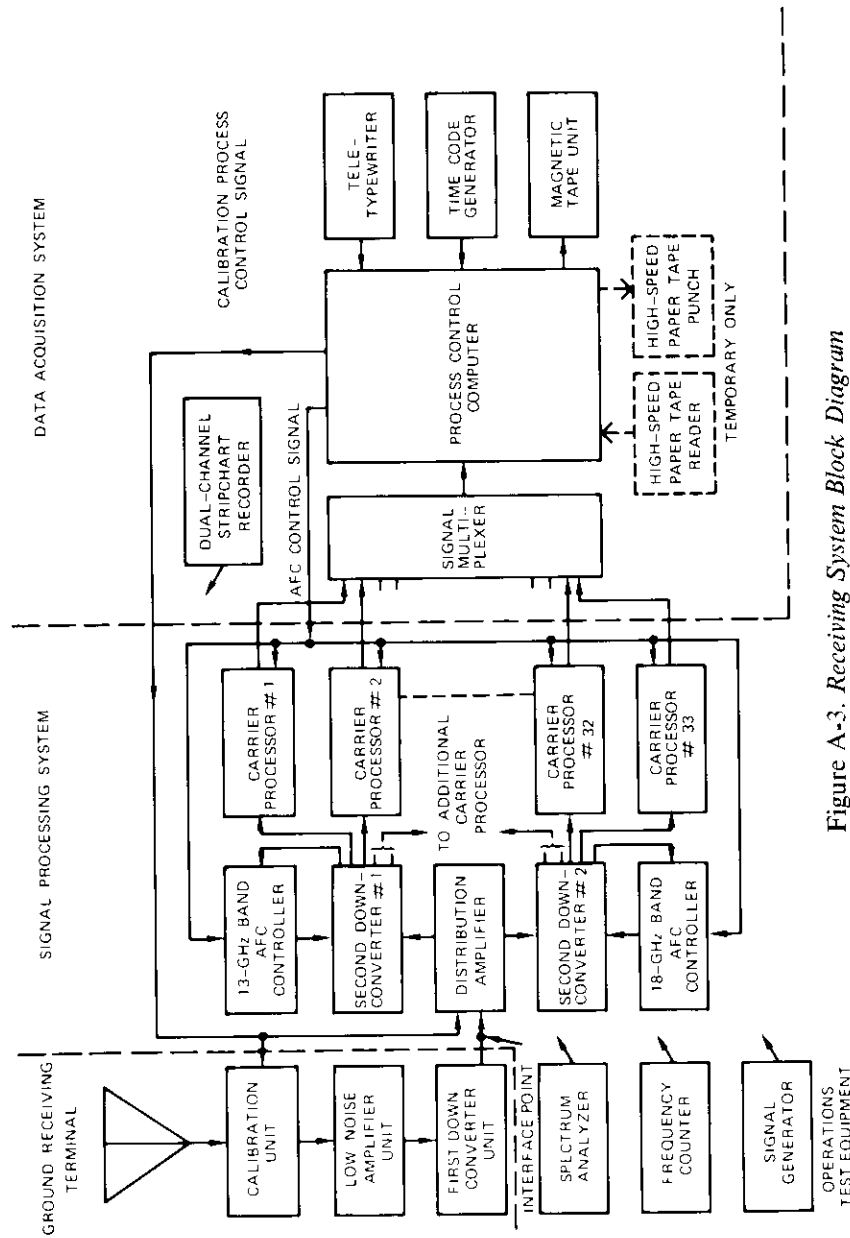 GROUND RECEIVING
TERMINAL
SIGNAL PROCESSING SYSTEM
DATA ACQUISITION SYSTEM
CALIBRATION
UNIT
LOW NOISE
AMPLIFIER
UNIT
FIRST DOWN
CONVERTER
UNIT
INTERFACE POINT
SPECTRUM
ANALYZER
FREQUENCY
COUNTER
SIGNAL
GENERATOR
OPERATIONS
TEST EQUIPMENT
13-GHz BAND
AFC
CONTROLLER
SECOND DOWN-
CONVERTER #1
DISTRIBUTION
AMPLIFIER
SECOND DOWN-
CONVERTER #2
18-GHz BAND
AFC
CONTROLLER
CARRIER
PROCESSOR #1
CARRIER
PROCESSOR #2
TO ADDITIONAL
CARRIER
PROCESSOR
CARRIER
PROCESSOR
#32
CARRIER
PROCESSOR
#33
DUAL-CHANNEL
STRIPCHART
RECORDER
AFC CONTROL SIGNAL
CALIBRATION PROCESS
CONTROL SIGNAL
SIGNAL
MULTI-
PLEXER
PROCESS CONTROL
COMPUTER
TELE-
TYPEWRITER
TIME CODE
GENERATOR
MAGNETIC
TAPE UNIT
HIGH-SPEED
PAPER TAPE
READER
HIGH-SPEED
PAPER TAPE
PUNCH
TEMPORARY ONLY
Figure A-3. Receiving System Block Diagram